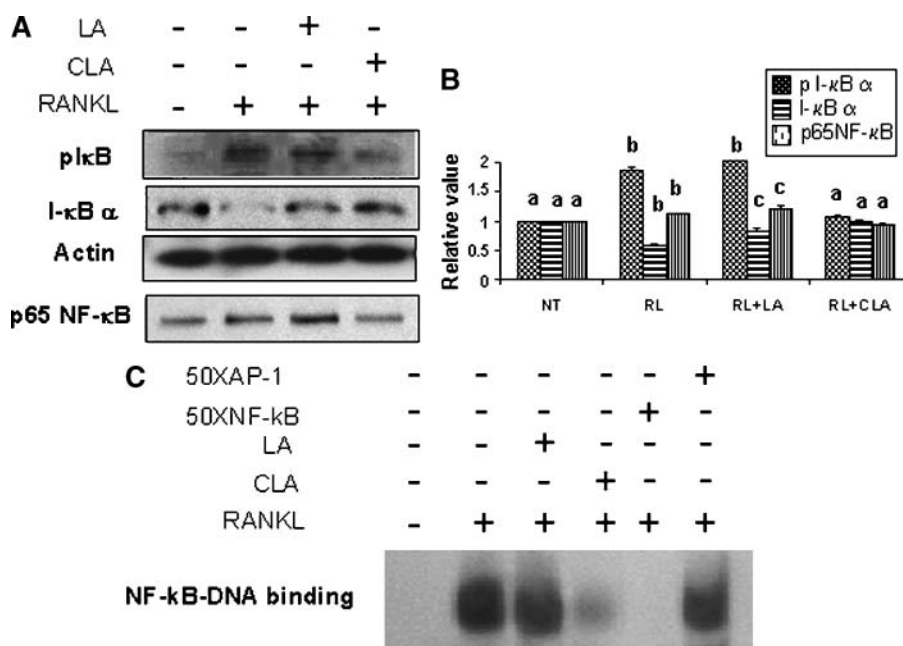 A
LA - - + -
CLA - - - +
RANKL - + + +
pIκB
I-κB α
Actin
p65 NF-κB
B
p I-κB α
I-κB α
p65NF-κB
Relative value
2
1.5
1
0.5
0
a a a
b b b
b c c
a a a
NT RL RL+LA RL+CLA
C
50XAP-1 - - - - - +
50XNF-kB - - - - + -
LA - - + - - -
CLA - - - + - -
RANKL - + + + + +
NF-kB-DNA binding